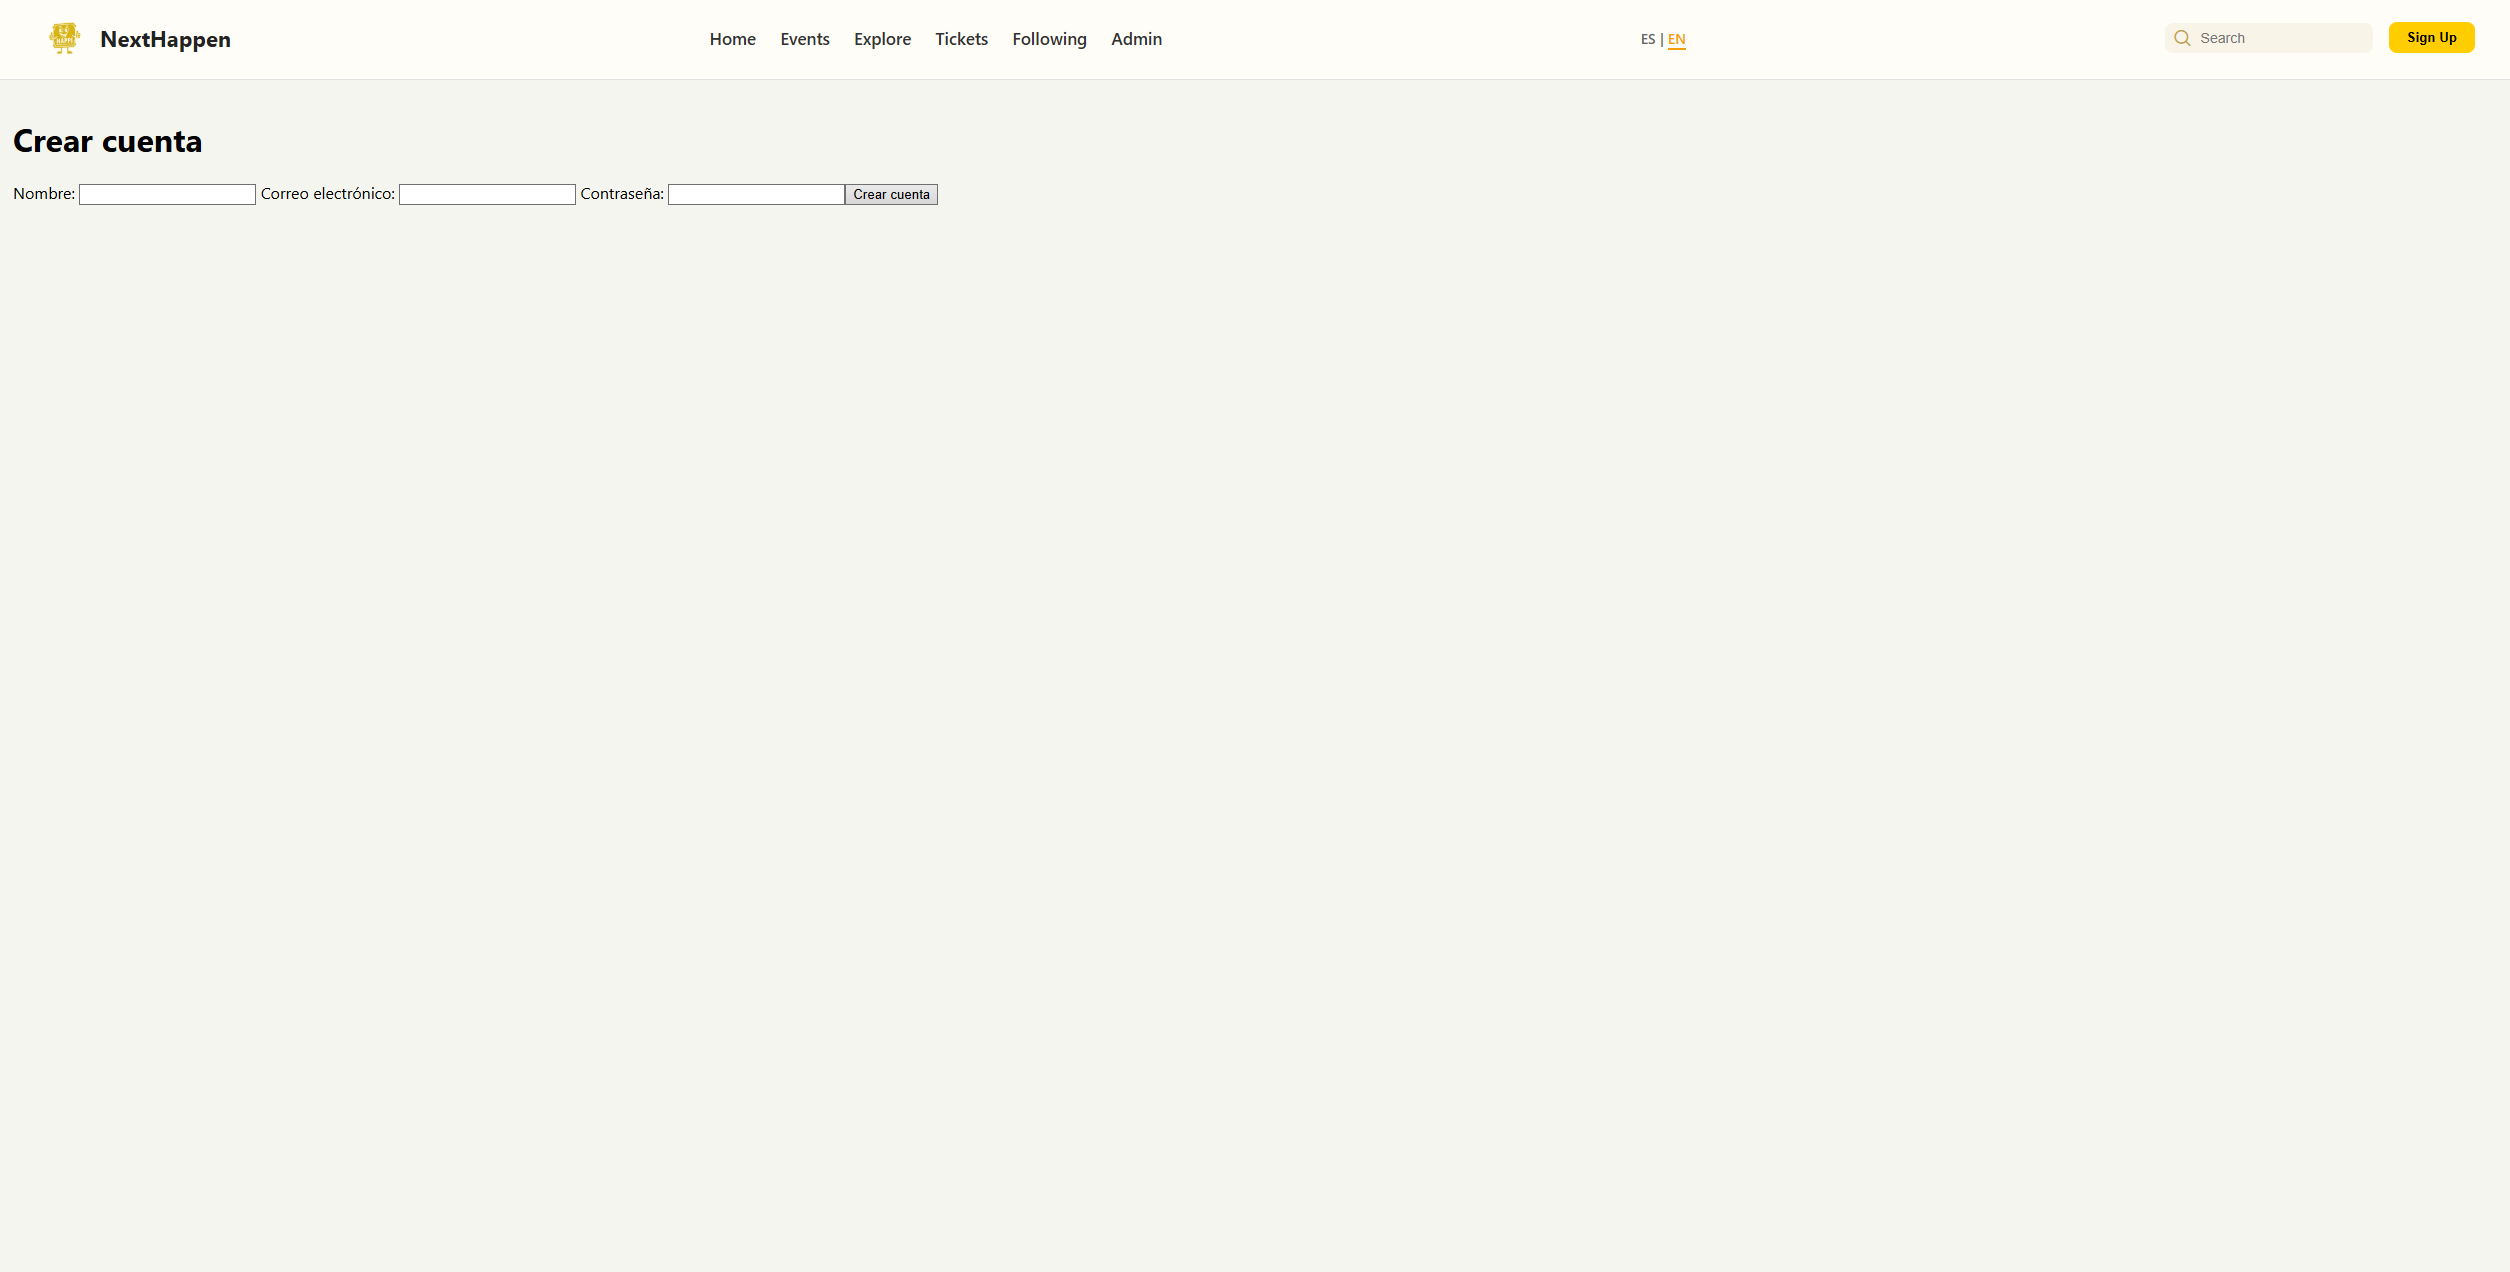 NextHappen Home Events Explore Tickets Following Admin ES | EN Search Sign Up
Crear cuenta
Nombre: Correo electrónico: Contraseña: Crear cuenta